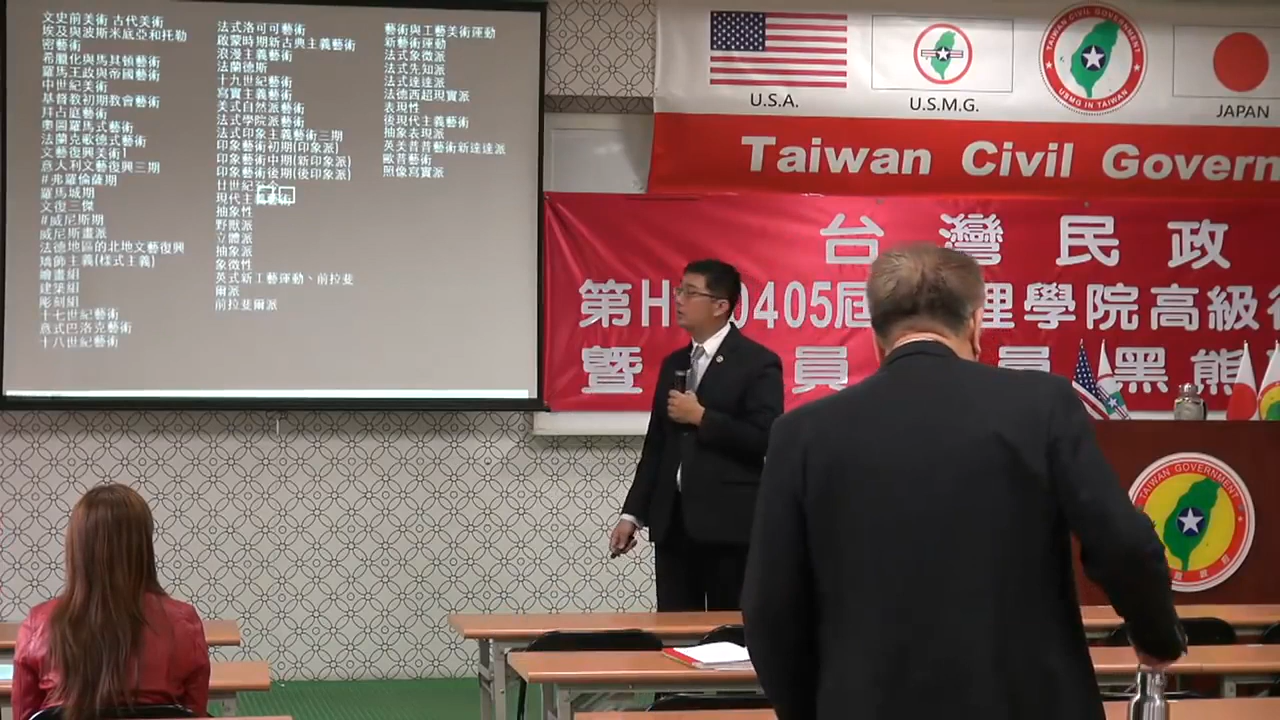 文史前美術 古代美術
埃及與波斯米底亞和托勒
密藝術
希臘化與馬其頓藝術
羅馬王政與帝國藝術
中世紀美術
基督教初期教會藝術
拜占庭藝術
奧圖羅馬式藝術
法蘭克歌德式藝術
文藝復興美術
意人利文藝復興三期
#弗羅倫薩期
羅馬城期
文復三傑
#威尼斯期
威尼斯畫派
法德地區的北地文藝復興
矯飾主義(樣式主義)
繪畫組
建築組
彫刻組
十七世紀藝術
意式巴洛克藝術
十八世紀藝術
法式洛可可藝術
啟蒙時期新古典主義藝術
浪漫主義藝術
法蘭德斯
十九世紀藝術
寫實主義藝術
美式自然派藝術
法式學院派藝術
法式印象主義藝術三期
印象藝術初期(印象派)
印象藝術中期(新印象派)
印象藝術後期(後印象派)
廿世紀
現代主義藝術
抽象性
野獸派
立體派
抽象派
象徵性
英式新工藝運動、前拉斐
爾派
前拉斐爾派
藝術與工藝美術運動
新藝術運動
法式象徵派
法式先知派
法式達達派
法德西超現實派
表現性
後現代主義藝術
抽象表現派
英美普普藝術新達達派
歐普藝術
照像寫實派
U.S.A.
U.S.M.G.
TAIWAN CIVIL GOVERNMENT
USMG IN TAIWAN
JAPAN
Taiwan Civil Govern
台灣民政
第H 0405屆 理學院高級
暨 員 員黑熊
TAIWAN GOVERNMENT